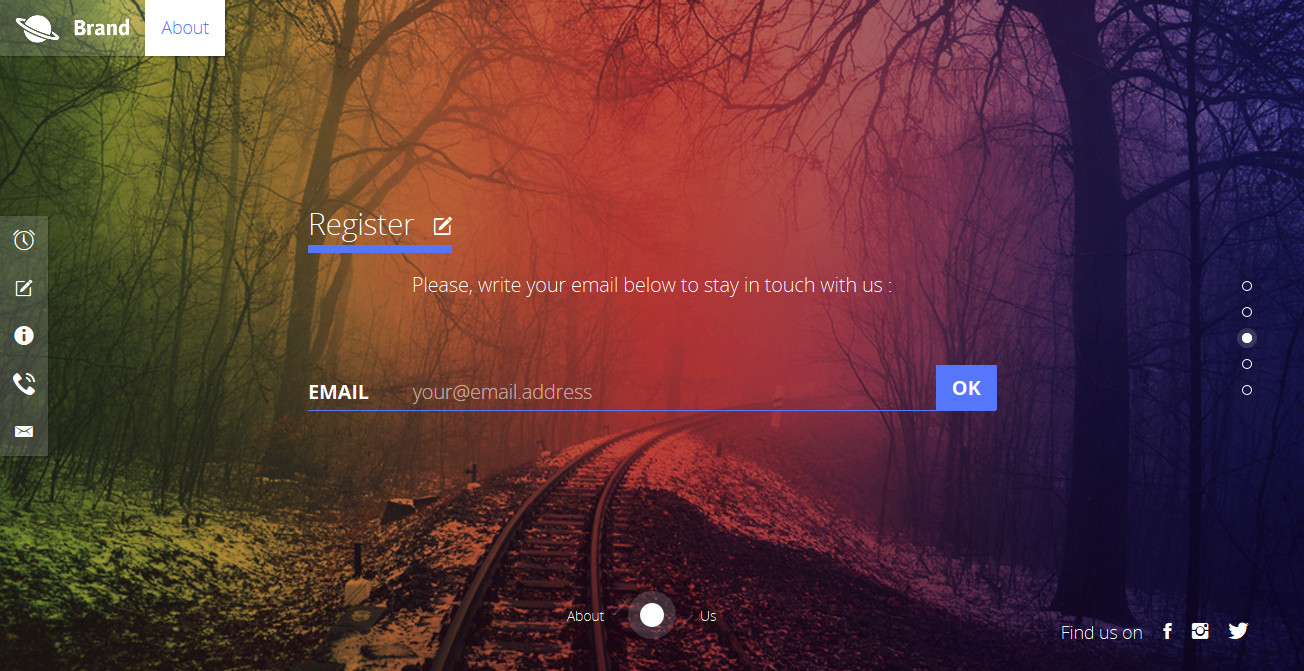 Brand
About
Register
Please, write your email below to stay in touch with us :
EMAIL your@email.address OK
About Us
Find us on